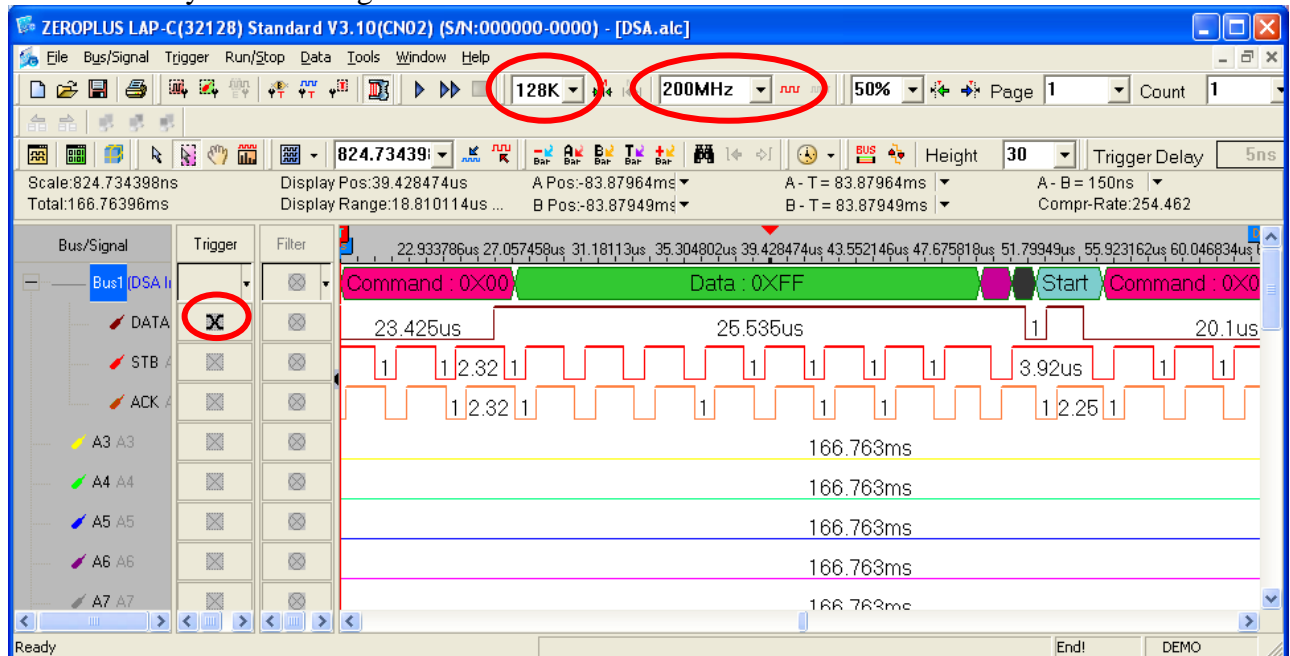 ZEROPLUS LAP-C(32128) Standard V3.10(CN02) (S/N:000000-0000) - [DSA.alc]
File Bus/Signal Trigger Run/Stop Data Tools Window Help
128K 200MHz 50% Page 1 Count 1
824.73439 Bar Bar Bar Bar Bar BUS Height 30 Trigger Delay 5ns
Scale:824.734398ns Display Pos:39.428474us A Pos:-83.87964ms A - T = 83.87964ms A - B = 150ns
Total:166.76396ms Display Range:18.810114us ... B Pos:-83.87949ms B - T = 83.87949ms Compr-Rate:254.462
Bus/Signal Trigger Filter 22.933786us 27.057458us 31.18113us 35.304802us 39.428474us 43.552146us 47.675818us 51.79949us 55.923162us 60.046834us
Bus1 (DSA Command : 0X00 Data : 0XFF Start Command : 0X0
DATA 23.425us 25.535us 1 20.1us
STB 1 1 2.32 1 1 1 1 1 3.92us 1 1
ACK 1 2.32 1 1 1 1 1 2.25 1
A3 A3 166.763ms
A4 A4 166.763ms
A5 A5 166.763ms
A6 A6 166.763ms
A7 A7 166.763ms
Ready End! DEMO